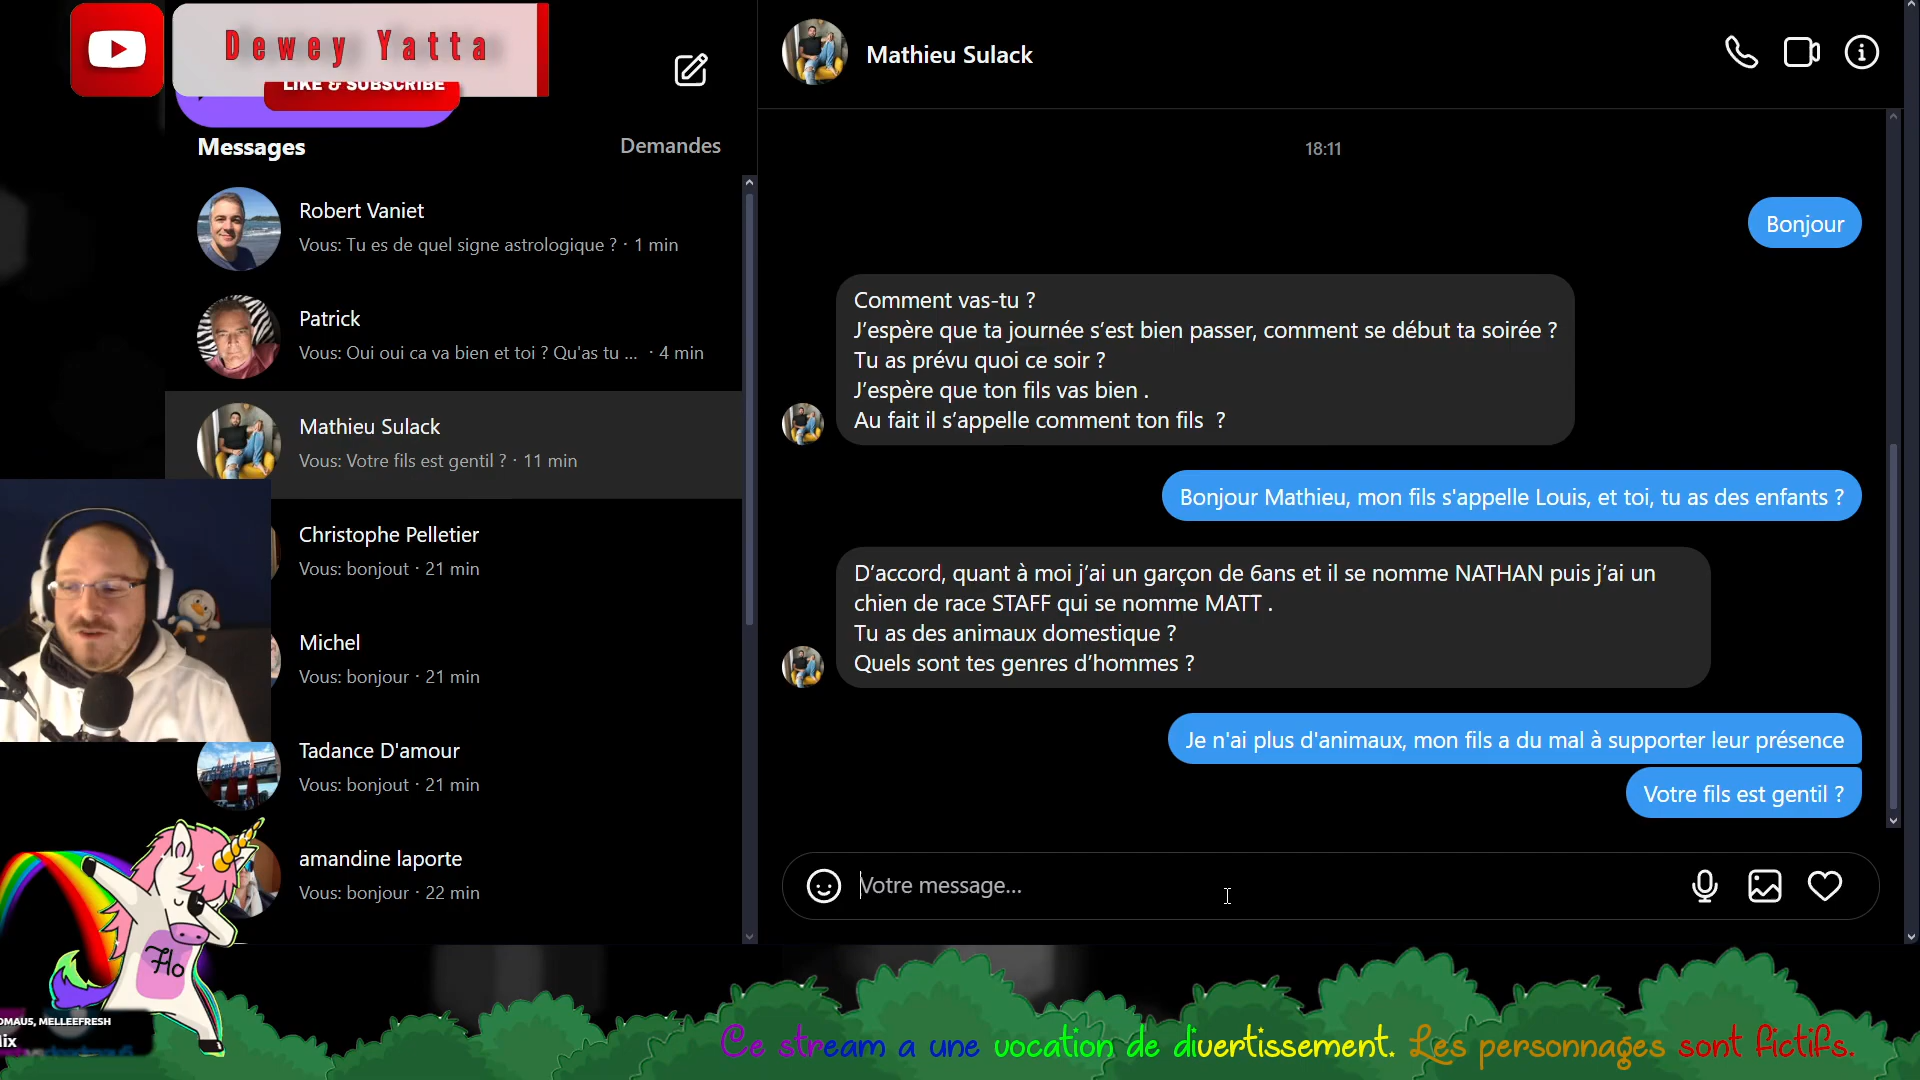 Dewey Yatta
LIKE & SUBSCRIBE
Messages
Demandes
Robert Vaniet
Vous: Tu es de quel signe astrologique ? · 1 min
Patrick
Vous: Oui oui ca va bien et toi ? Qu'as tu ... · 4 min
Mathieu Sulack
Vous: Votre fils est gentil ? · 11 min
Christophe Pelletier
Vous: bonjout · 21 min
Michel
Vous: bonjour · 21 min
Tadance D'amour
Vous: bonjout · 21 min
amandine laporte
Vous: bonjour · 22 min
Mathieu Sulack
18:11
Bonjour
Comment vas-tu ?
J’espère que ta journée s’est bien passer, comment se début ta soirée ?
Tu as prévu quoi ce soir ?
J’espère que ton fils vas bien .
Au fait il s’appelle comment ton fils  ?
Bonjour Mathieu, mon fils s'appelle Louis, et toi, tu as des enfants ?
D’accord, quant à moi j’ai un garçon de 6ans et il se nomme NATHAN puis j’ai un
chien de race STAFF qui se nomme MATT .
Tu as des animaux domestique ?
Quels sont tes genres d’hommes ?
Je n'ai plus d'animaux, mon fils a du mal à supporter leur présence
Votre fils est gentil ?
Votre message...
Flo
MELLEEFRESH
Ce stream a une vocation de divertissement. Les personnages sont fictifs.